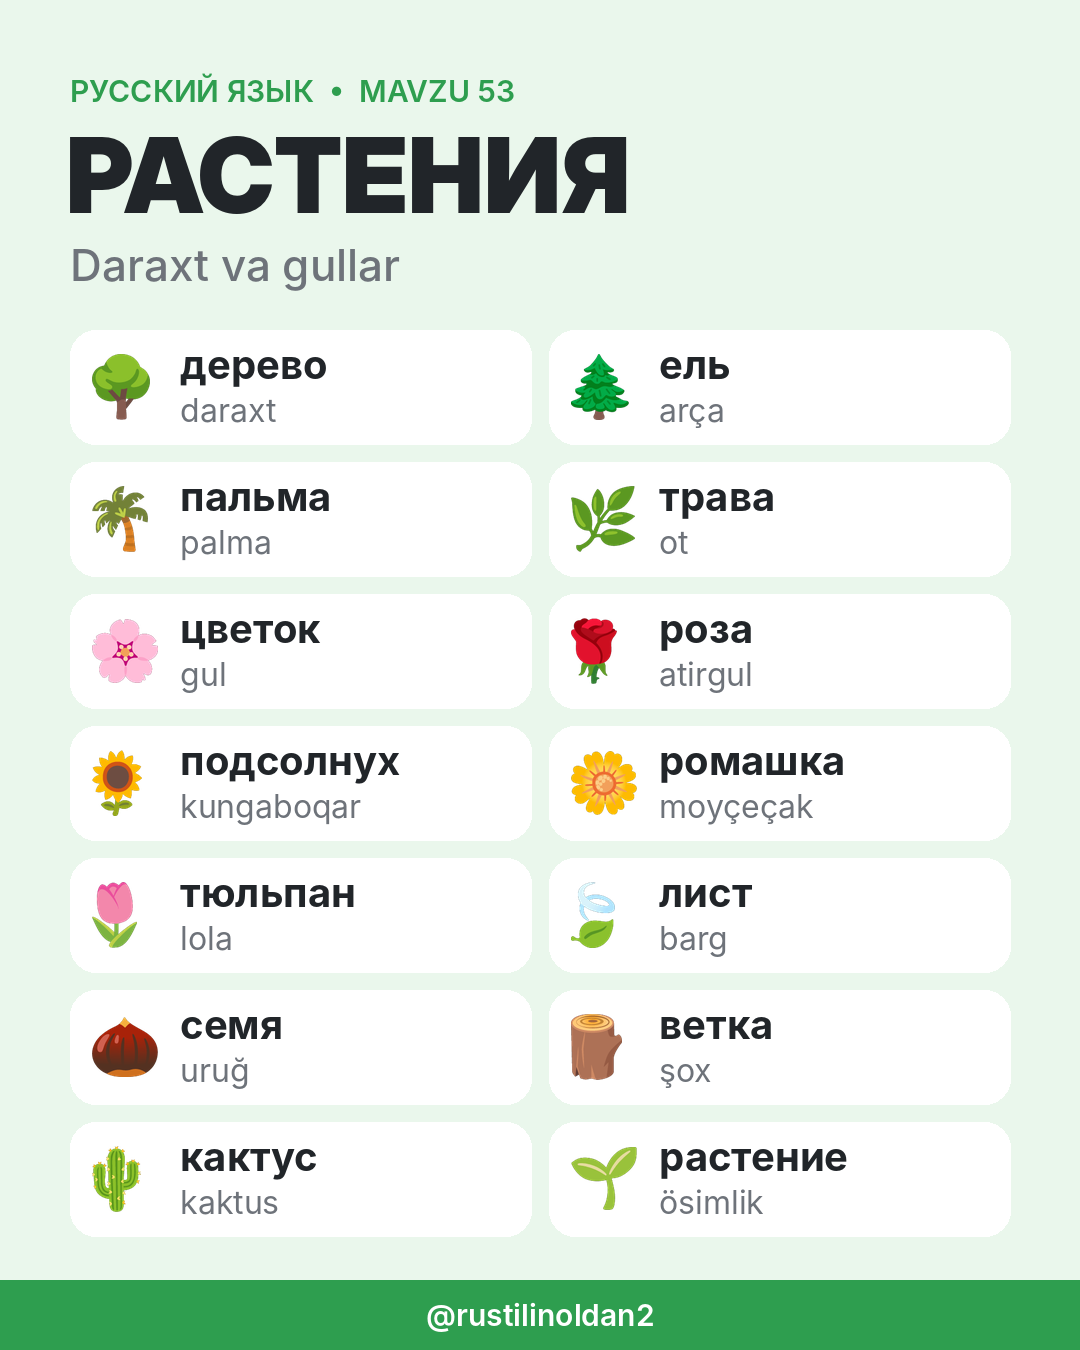 РУССКИЙ ЯЗЫК • MAVZU 53
РАСТЕНИЯ
Daraxt va gullar
дерево
daraxt
ель
arça
пальма
palma
трава
ot
цветок
gul
роза
atirgul
подсолнух
kungaboqar
ромашка
moyçeçak
тюльпан
lola
лист
barg
семя
uruğ
ветка
şox
кактус
kaktus
растение
ösimlik
@rustilinoldan2